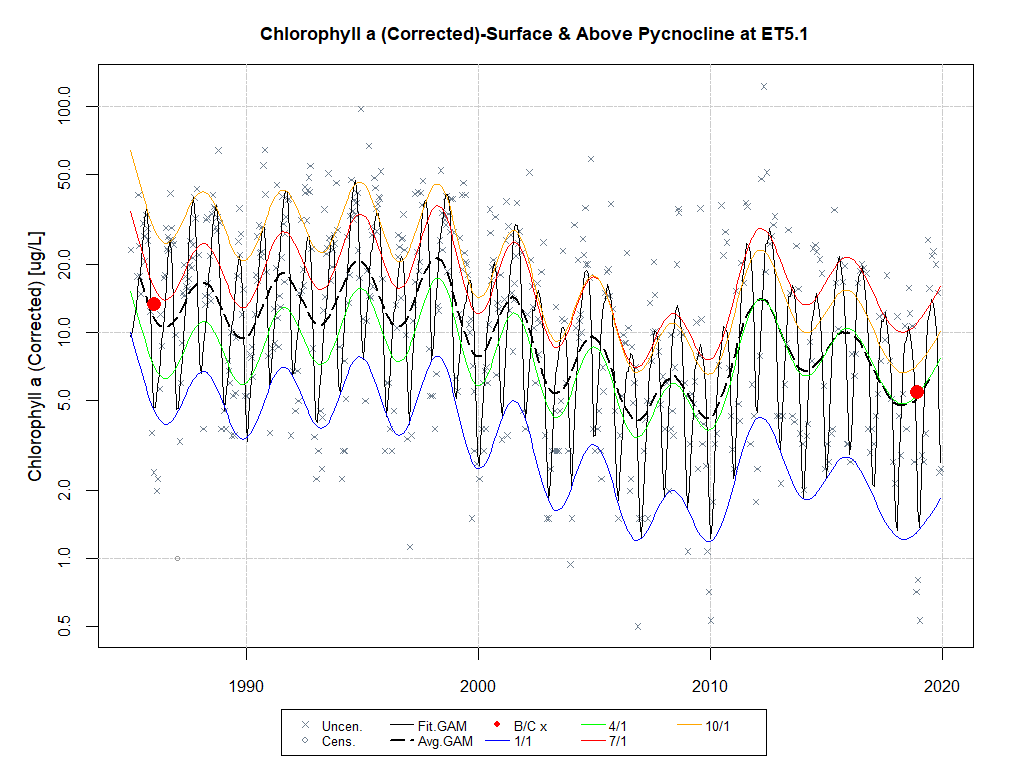 Chlorophyll a (Corrected)-Surface & Above Pycnocline at ET5.1
Chlorophyll a (Corrected) [ug/L]
100.0
50.0
20.0
10.0
5.0
2.0
1.0
0.5
1990 2000 2010 2020
Uncen. Fit.GAM B/C x 4/1 10/1
Cens. Avg.GAM 1/1 7/1